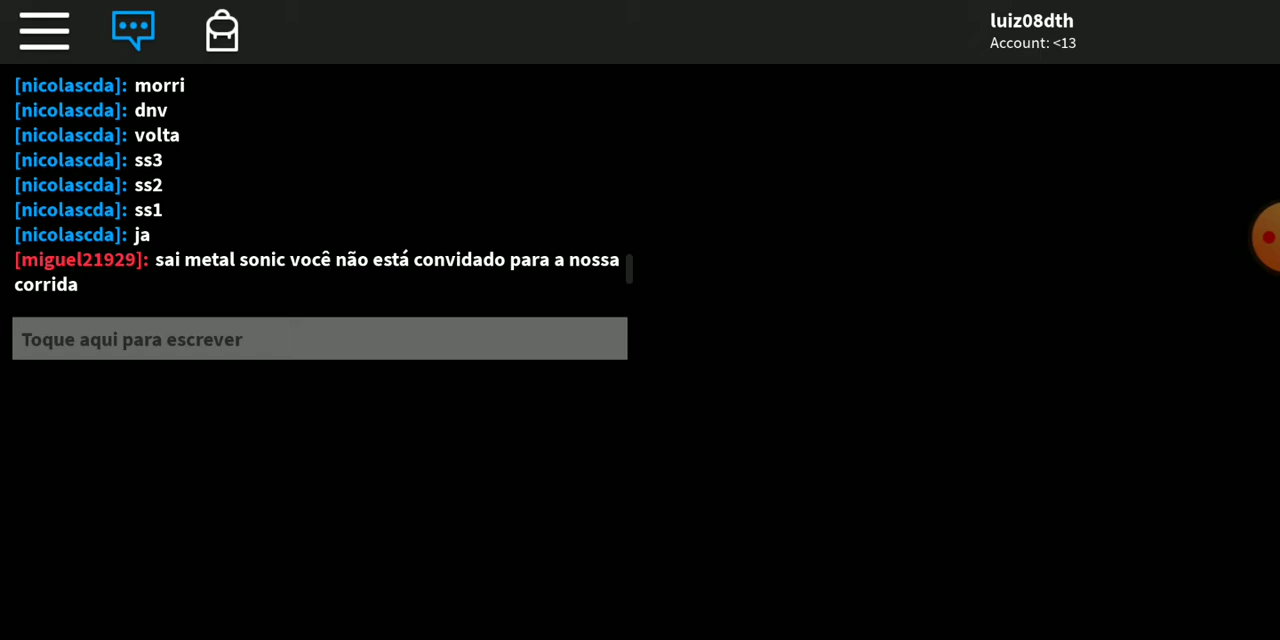 luiz08dth
Account: <13
[nicolascda]: morri
[nicolascda]: dnv
[nicolascda]: volta
[nicolascda]: ss3
[nicolascda]: ss2
[nicolascda]: ss1
[nicolascda]: ja
[miguel21929]: sai metal sonic você não está convidado para a nossa
corrida
Toque aqui para escrever